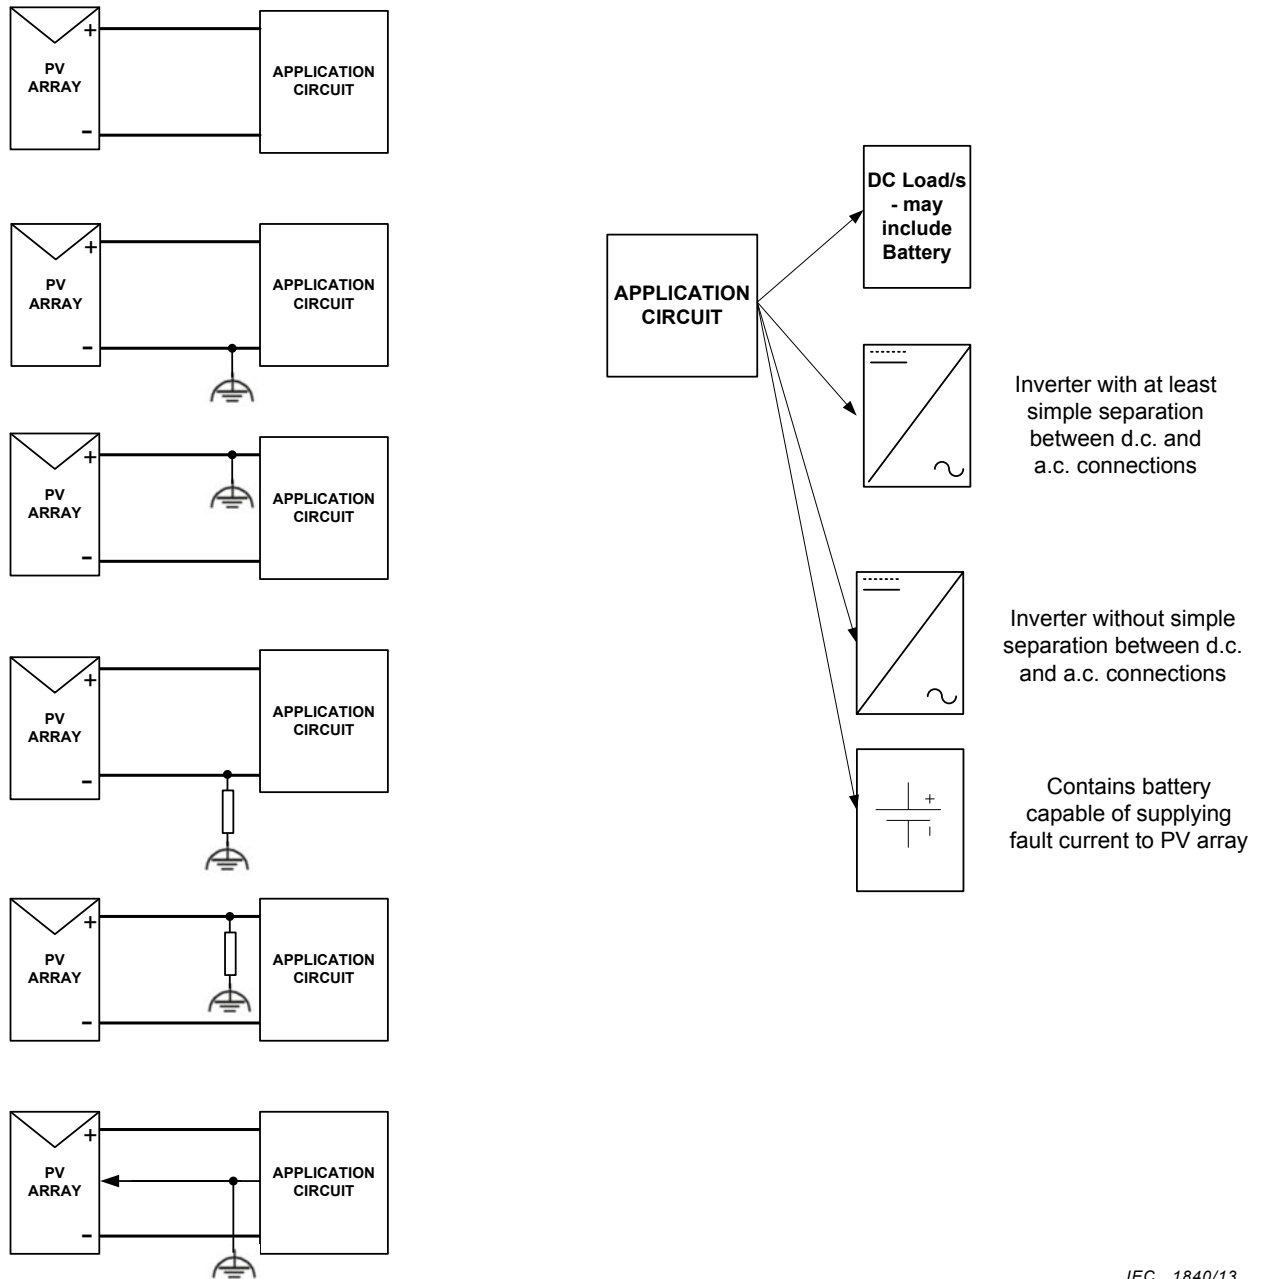 +
PV
ARRAY
-
APPLICATION
CIRCUIT
+
PV
ARRAY
-
APPLICATION
CIRCUIT
+
PV
ARRAY
-
APPLICATION
CIRCUIT
+
PV
ARRAY
-
APPLICATION
CIRCUIT
+
PV
ARRAY
-
APPLICATION
CIRCUIT
+
PV
ARRAY
-
APPLICATION
CIRCUIT
APPLICATION
CIRCUIT
DC Load/s
- may
include
Battery
Inverter with at least
simple separation
between d.c. and
a.c. connections
Inverter without simple
separation between d.c.
and a.c. connections
+
-
Contains battery
capable of supplying
fault current to PV array
IEC 1840/13